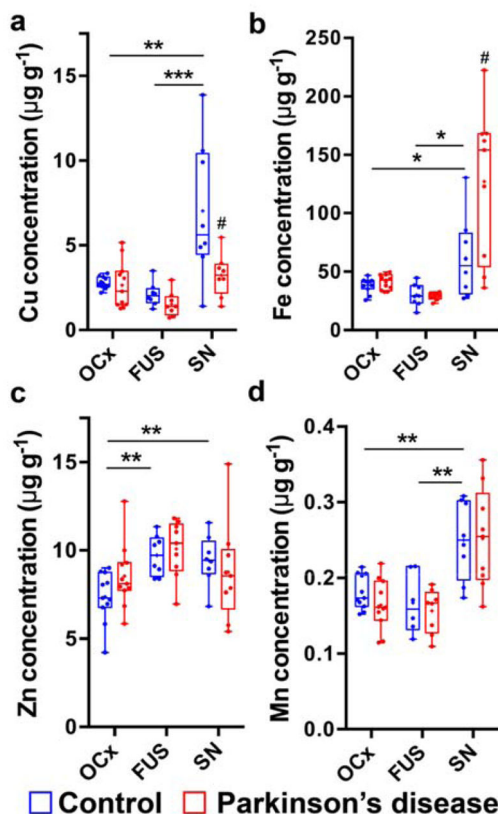 a
Cu concentration (µg g⁻¹)
15
10
5
0
** 
***
#
OCx
FUS
SN
b
Fe concentration (µg g⁻¹)
250
200
150
100
50
0
#
*
*
OCx
FUS
SN
c
Zn concentration (µg g⁻¹)
15
10
5
0
**
**
OCx
FUS
SN
d
Mn concentration (µg g⁻¹)
0.4
0.3
0.2
0.1
0.0
**
**
OCx
FUS
SN
Control
Parkinson's disease